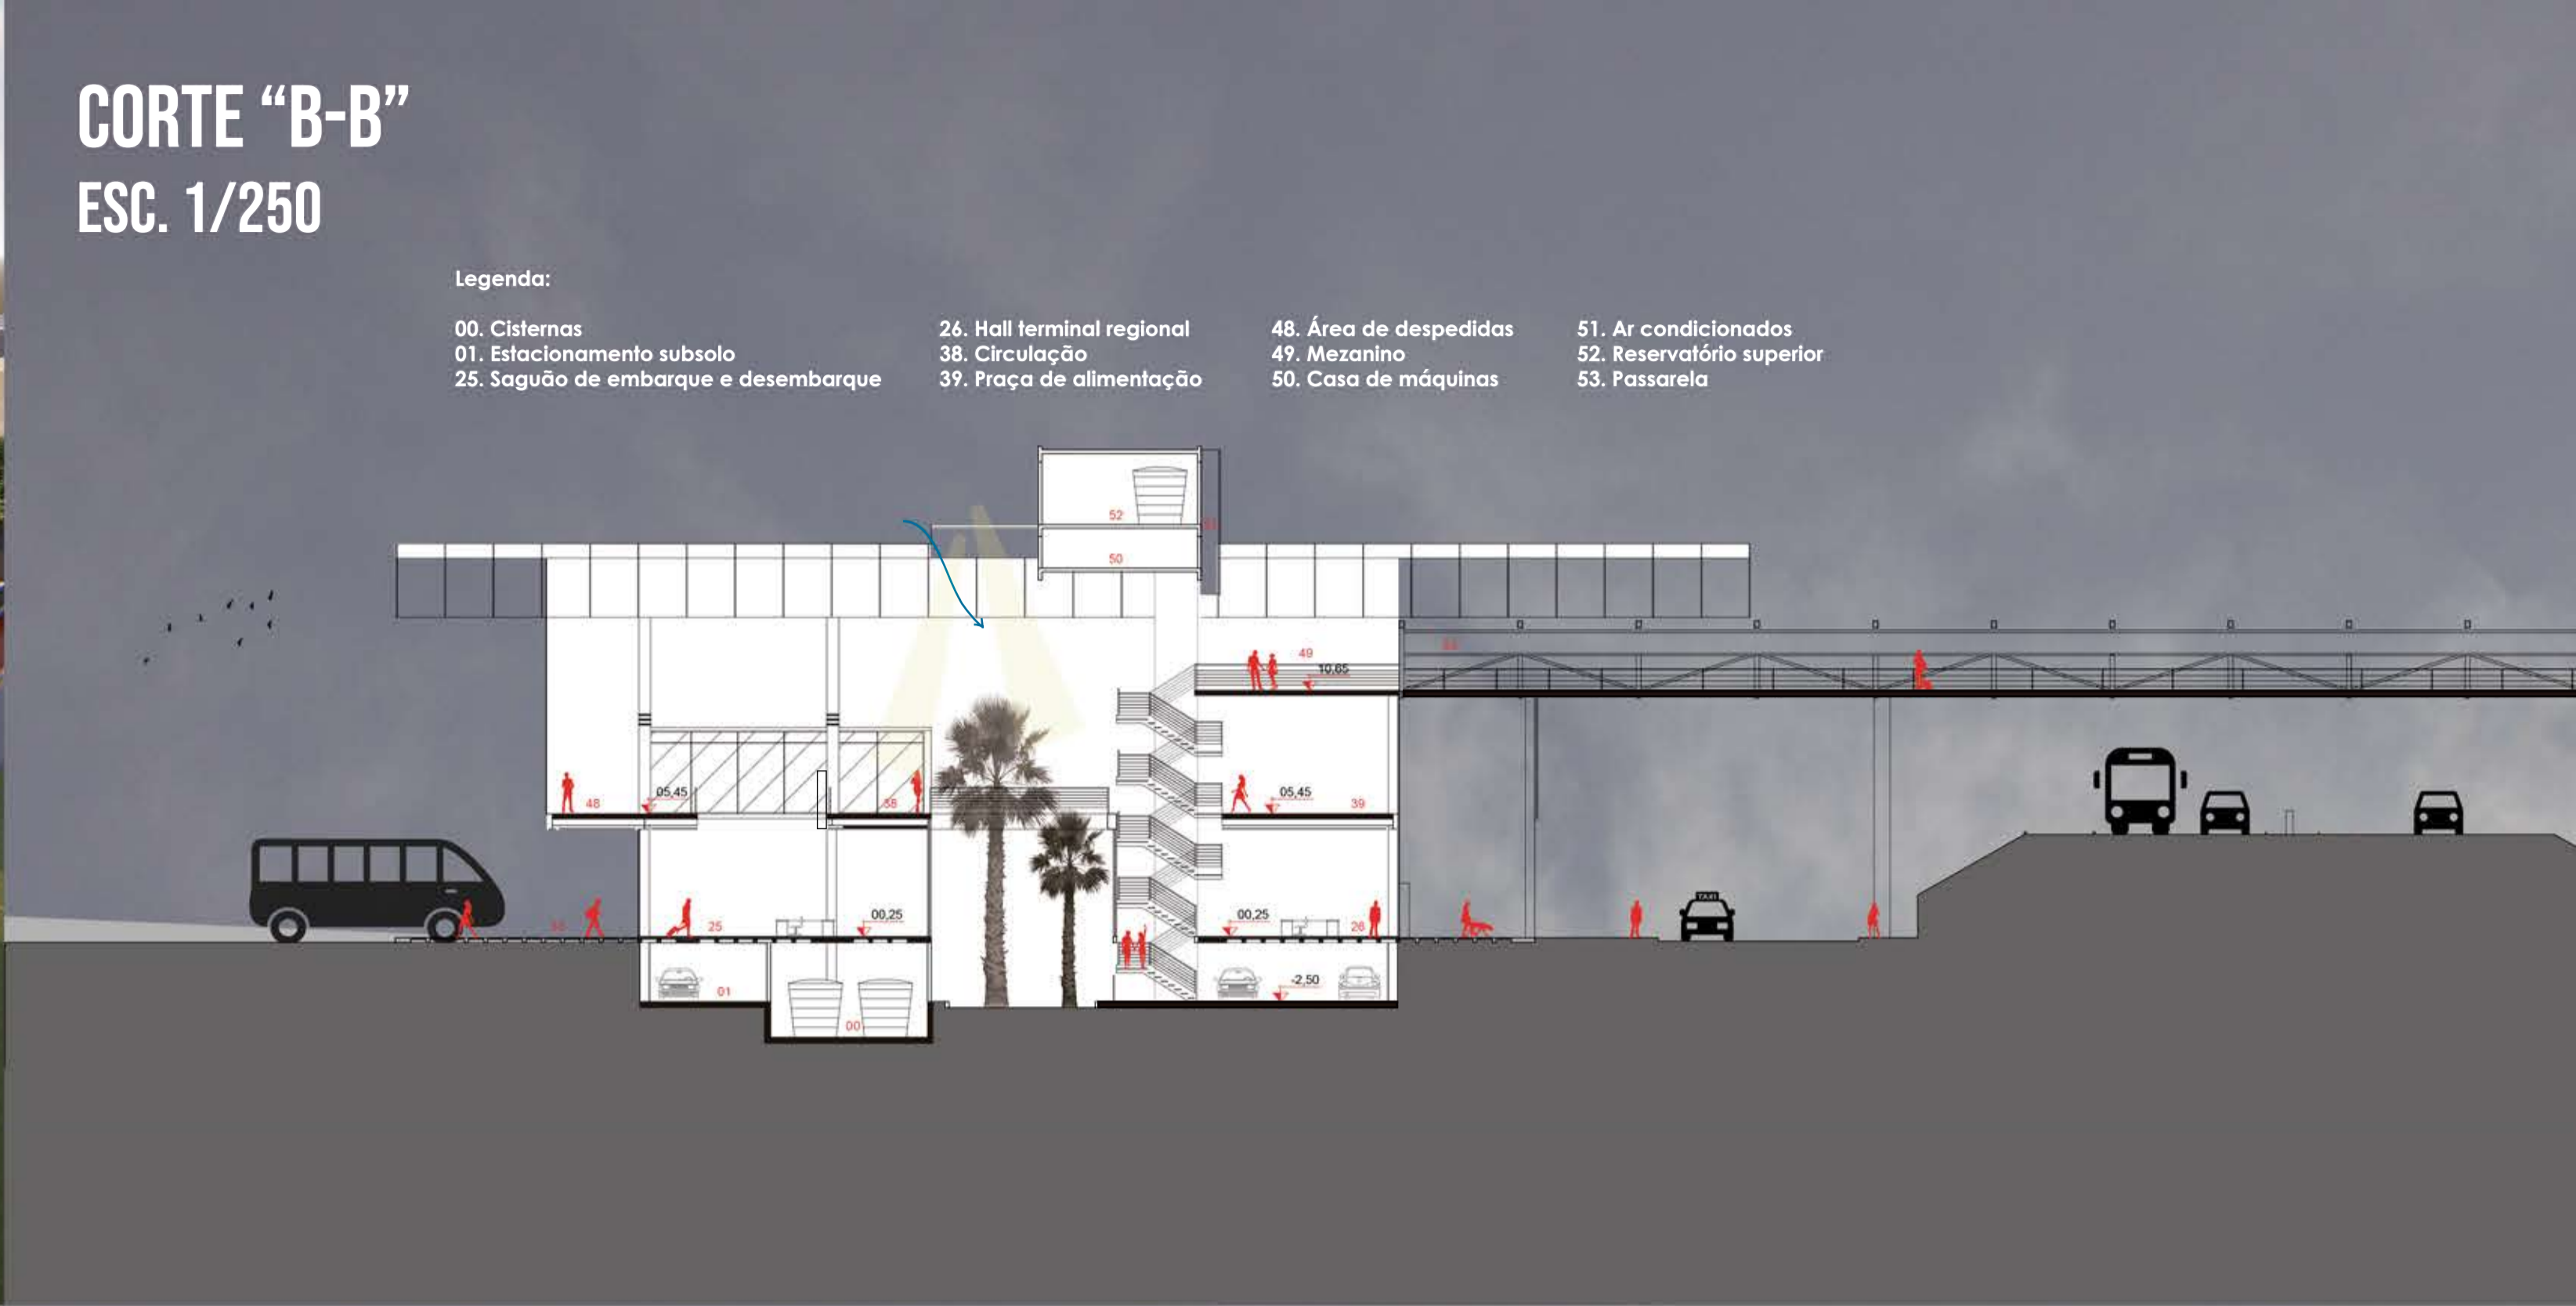 CORTE “B-B”
ESC. 1/250
Legenda:
00. Cisternas
01. Estacionamento subsolo
25. Saguão de embarque e desembarque
26. Hall terminal regional
38. Circulação
39. Praça de alimentação
48. Área de despedidas
49. Mezanino
50. Casa de máquinas
51. Ar condicionados
52. Reservatório superior
53. Passarela
52
51
50
49
10,65
53
48
05,45
38
05,45
39
25
00,25
00,25
26
TAXI
01
-2,50
00